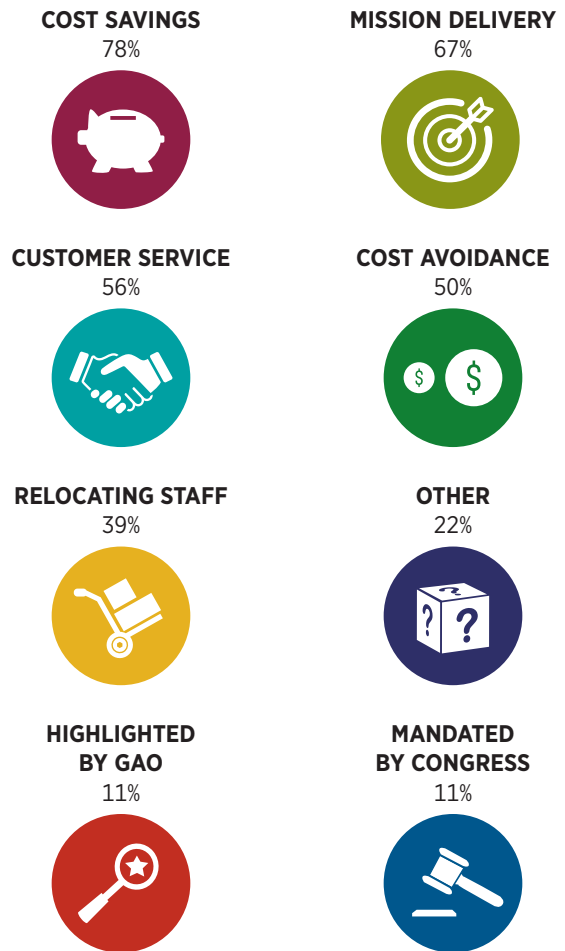 COST SAVINGS
78%
MISSION DELIVERY
67%
CUSTOMER SERVICE
56%
COST AVOIDANCE
50%
$
$
RELOCATING STAFF
39%
OTHER
22%
?
?
?
HIGHLIGHTED
BY GAO
11%
MANDATED
BY CONGRESS
11%